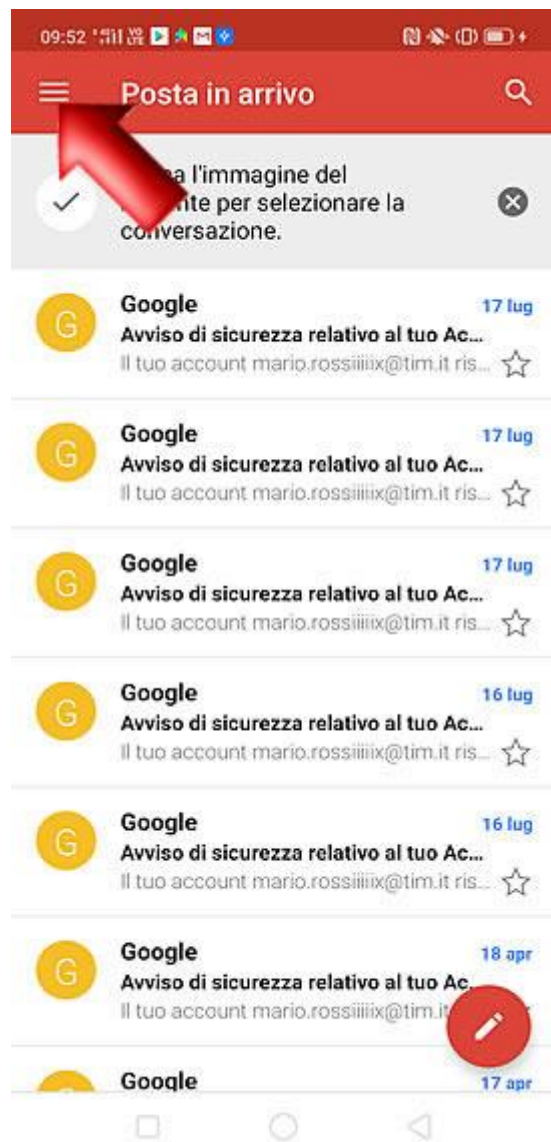 09:52
Posta in arrivo
l'immagine del
per selezionare la
conversazione.
G
Google
17 lug
Avviso di sicurezza relativo al tuo Ac...
Il tuo account mario.rossiiiiix@tim.it ris...
G
Google
17 lug
Avviso di sicurezza relativo al tuo Ac...
Il tuo account mario.rossiiiiix@tim.it ris...
G
Google
17 lug
Avviso di sicurezza relativo al tuo Ac...
Il tuo account mario.rossiiiiix@tim.it ris...
G
Google
16 lug
Avviso di sicurezza relativo al tuo Ac...
Il tuo account mario.rossiiiiix@tim.it ris...
G
Google
16 lug
Avviso di sicurezza relativo al tuo Ac...
Il tuo account mario.rossiiiiix@tim.it ris...
G
Google
18 apr
Avviso di sicurezza relativo al tuo Ac...
Il tuo account mario.rossiiiiix@tim.it
Google
17 apr